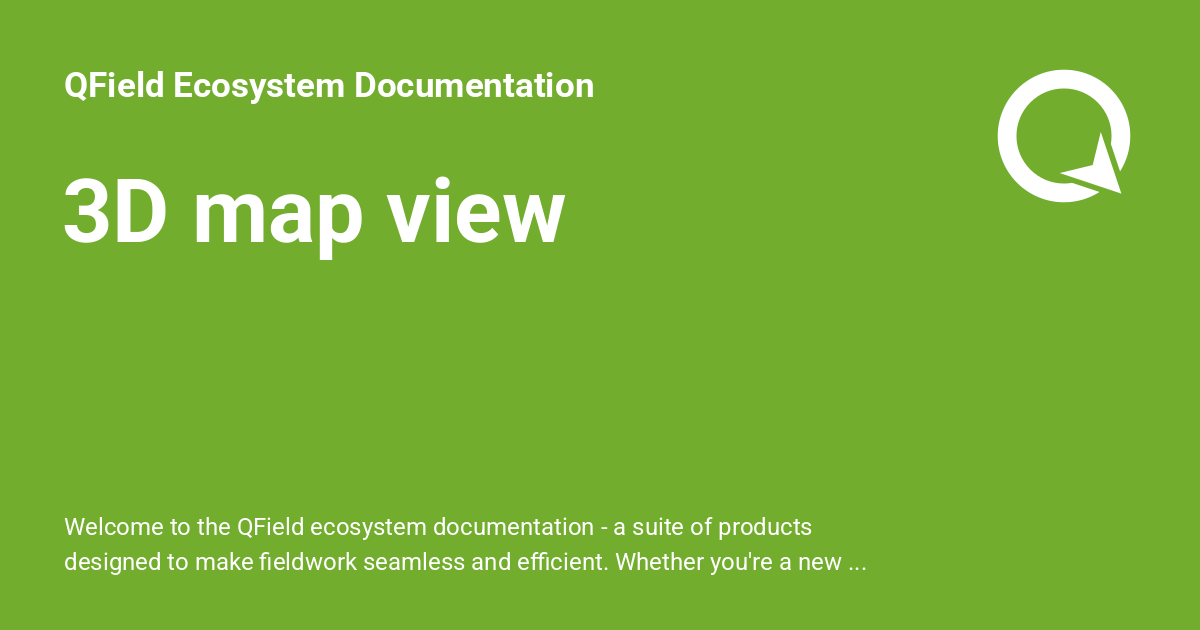 QField Ecosystem Documentation
3D map view
Welcome to the QField ecosystem documentation - a suite of products
designed to make fieldwork seamless and efficient. Whether you're a new ...